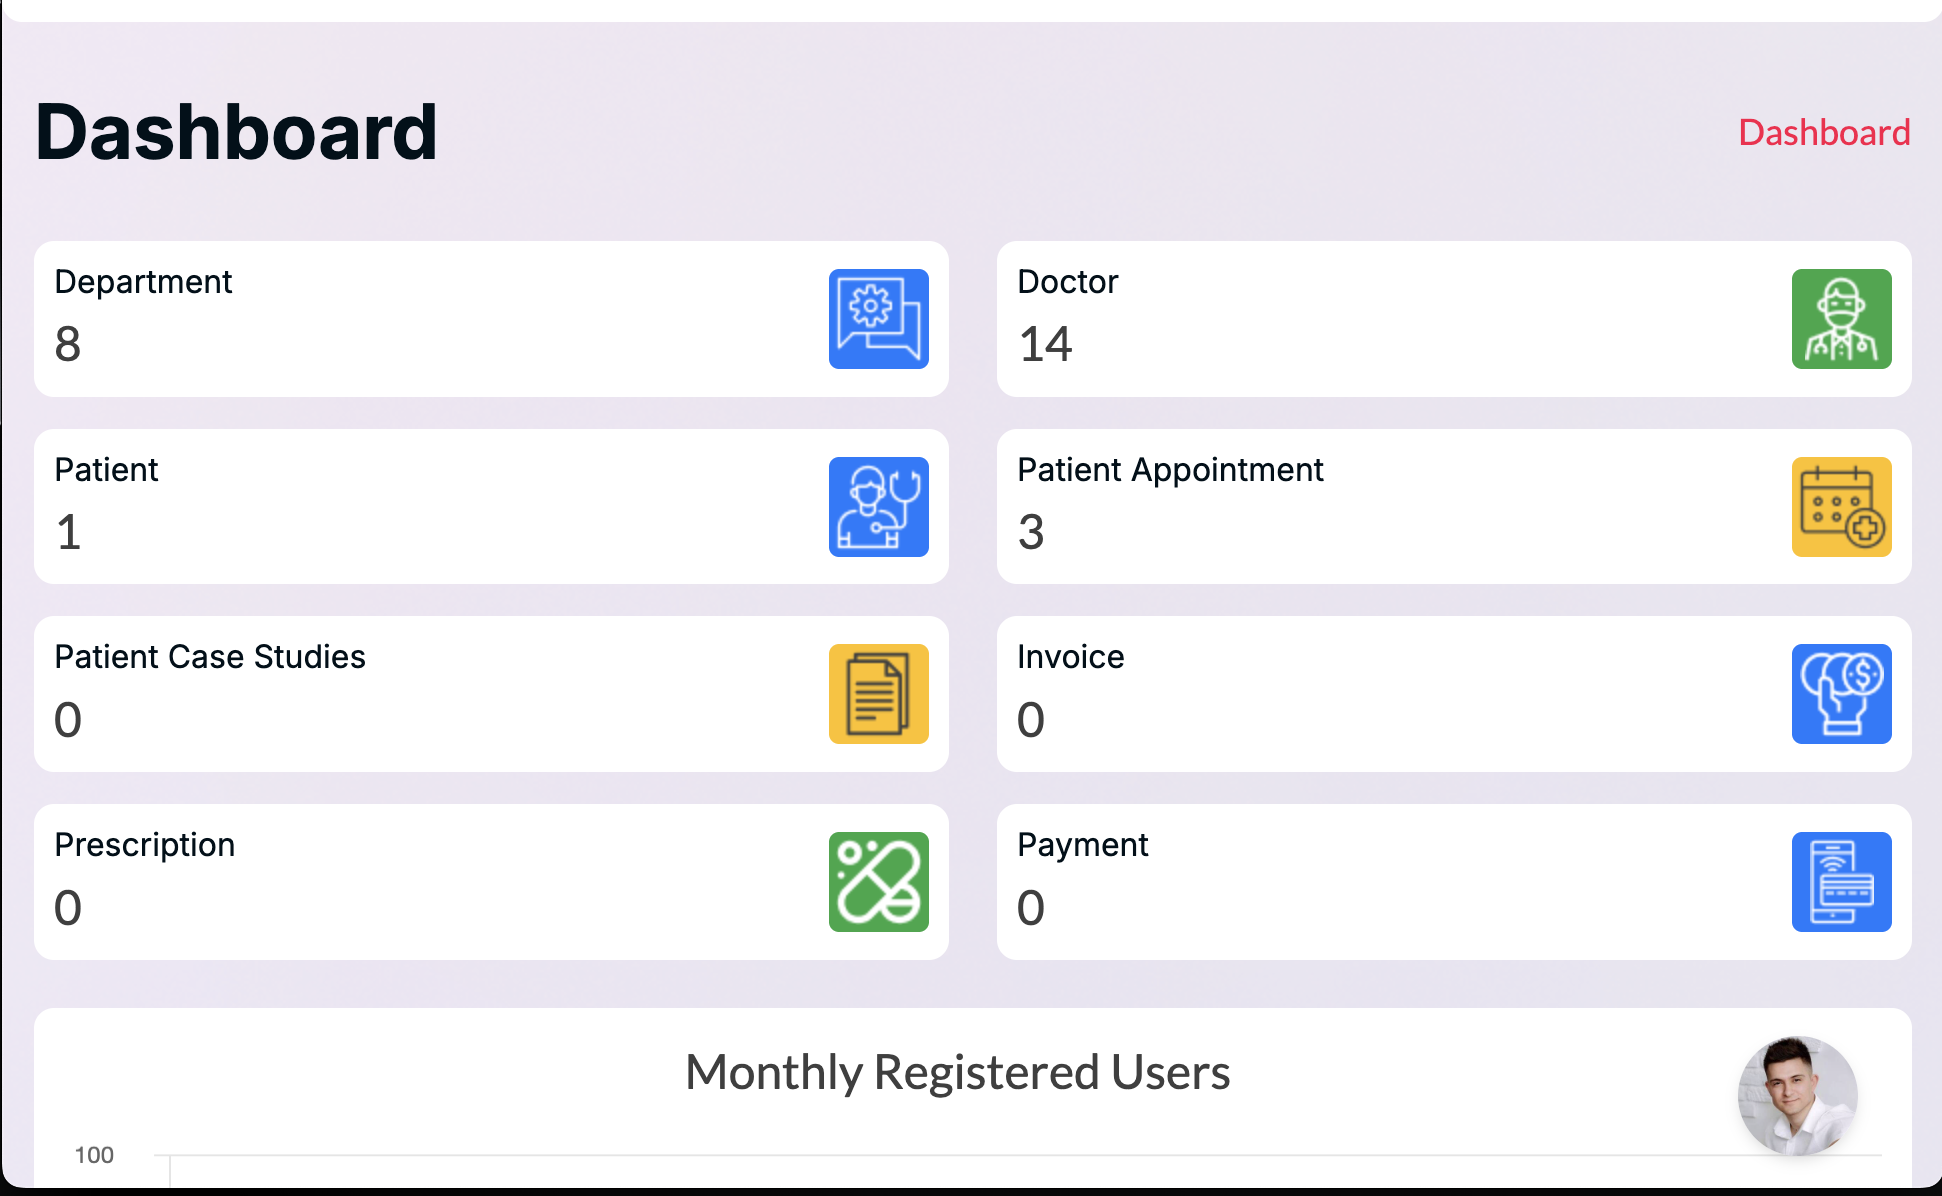 Dashboard
Dashboard
Department
8
Doctor
14
Patient
1
Patient Appointment
3
Patient Case Studies
0
Invoice
0
Prescription
0
Payment
0
Monthly Registered Users
100